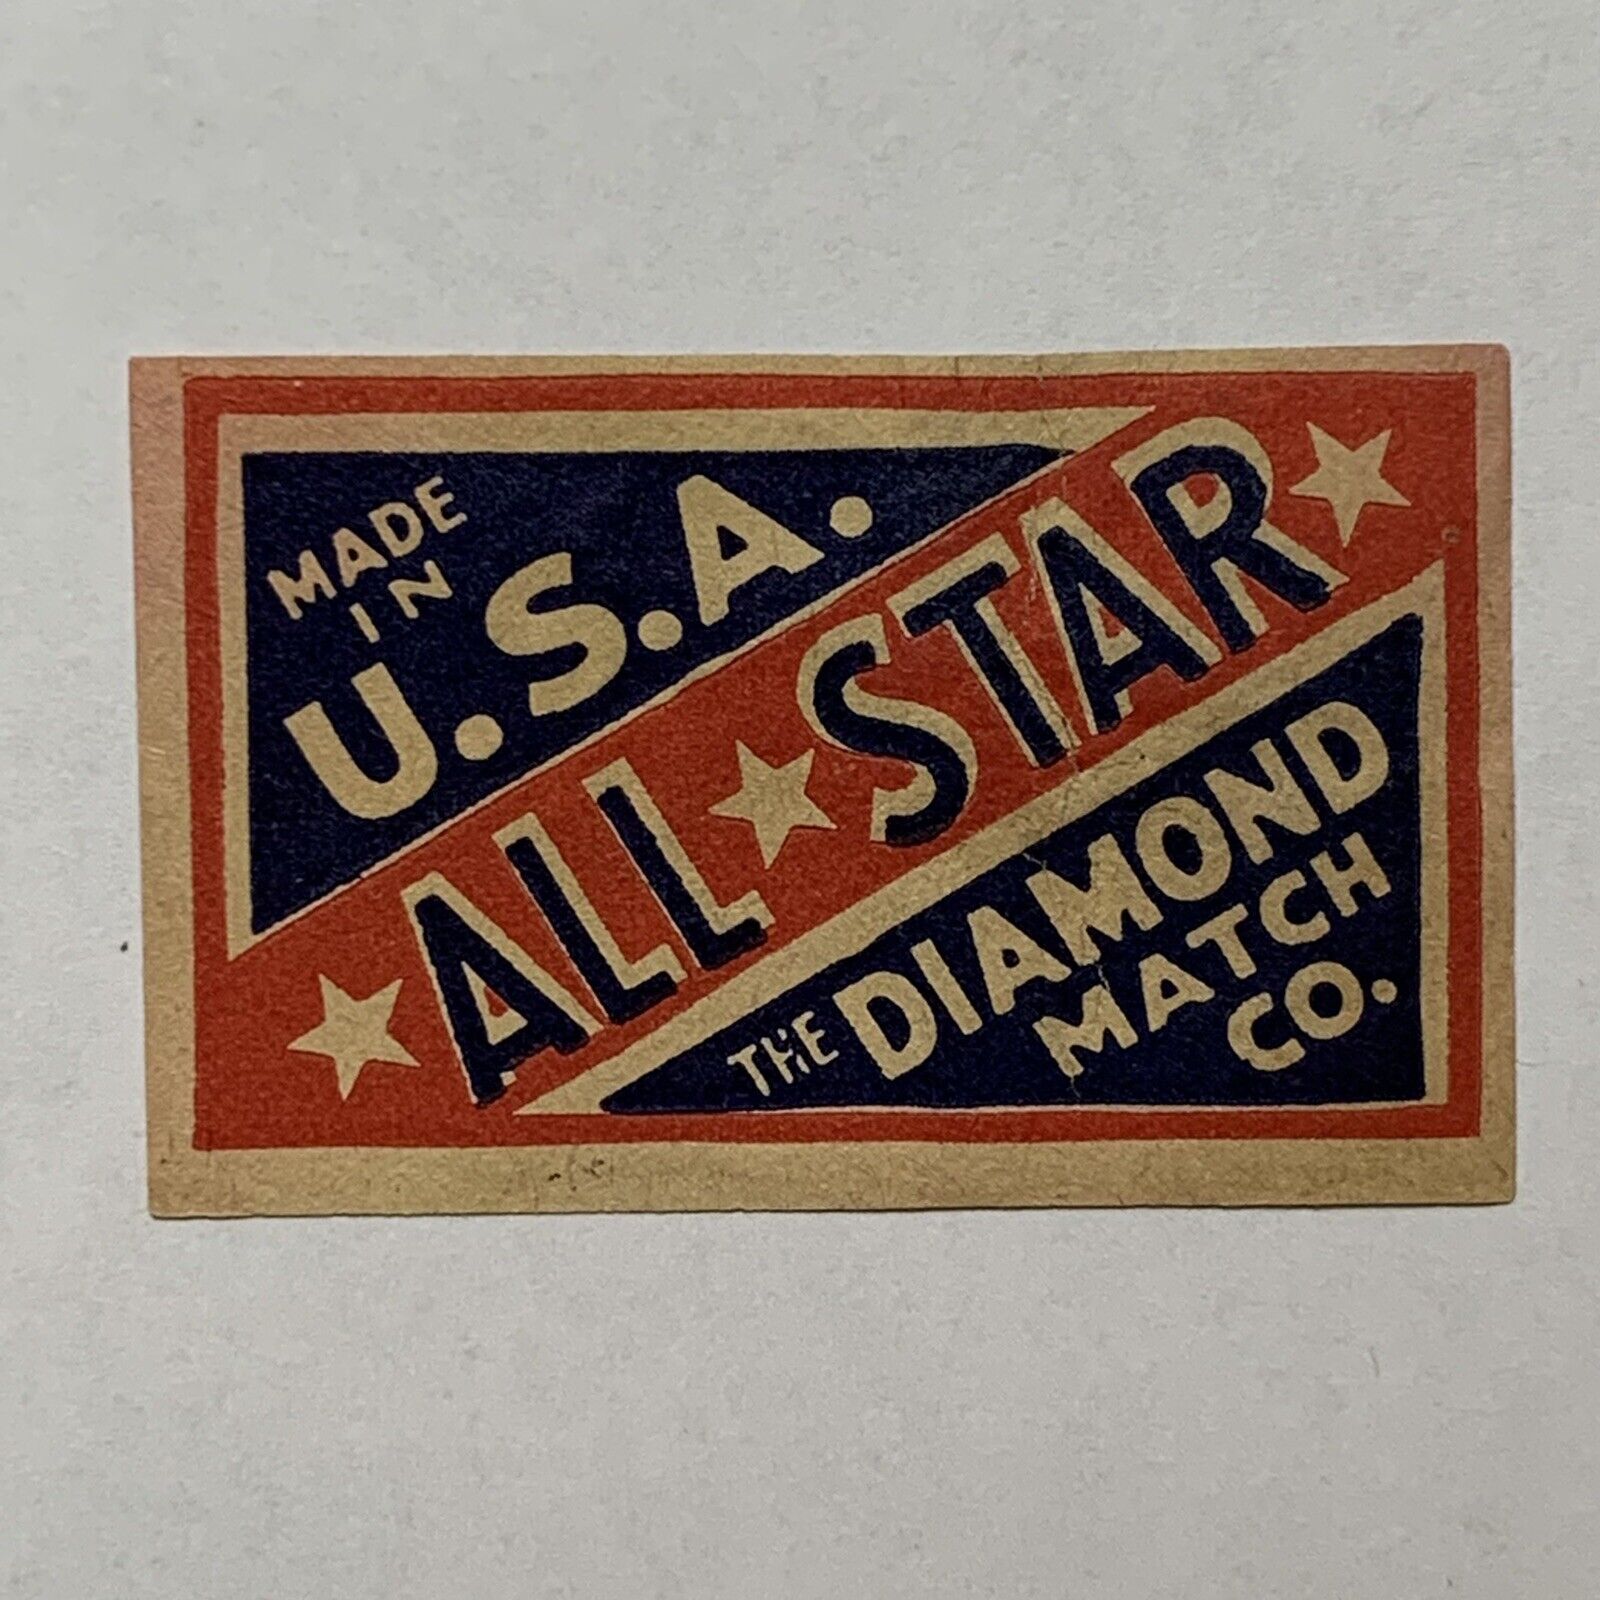 MADE
IN
U.S.A.
ALL★STAR★
THE DIAMOND
MATCH
CO.